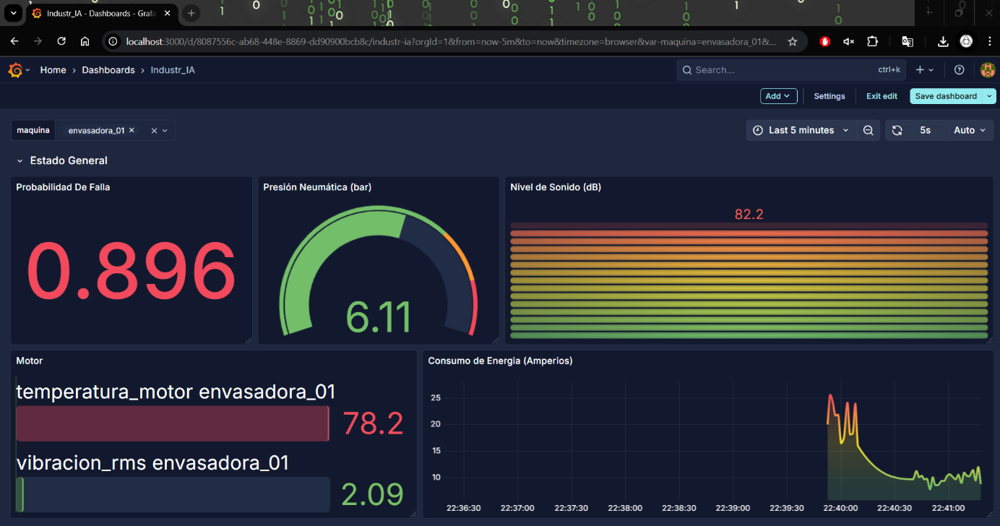 Industr_IA - Dashboards - Grafa
localhost:3000/d/8087556c-ab68-448e-8869-dd90900bcb8c/industr-ia?orgId=1&from=now-5m&to=now&timezone=browser&var-maquina=envasadora_01&...
Home › Dashboards › Industr_IA
Search... ctrl+k
Add Settings Exit edit Save dashboard
maquina envasadora_01 Last 5 minutes 5s Auto
Estado General
Probabilidad De Falla
0.896
Presión Neumática (bar)
6.11
Nivel de Sonido (dB)
82.2
Motor
temperatura_motor envasadora_01
78.2
vibracion_rms envasadora_01
2.09
Consumo de Energia (Amperios)
25
20
15
10
22:36:30 22:37:00 22:37:30 22:38:00 22:38:30 22:39:00 22:39:30 22:40:00 22:40:30 22:41:00